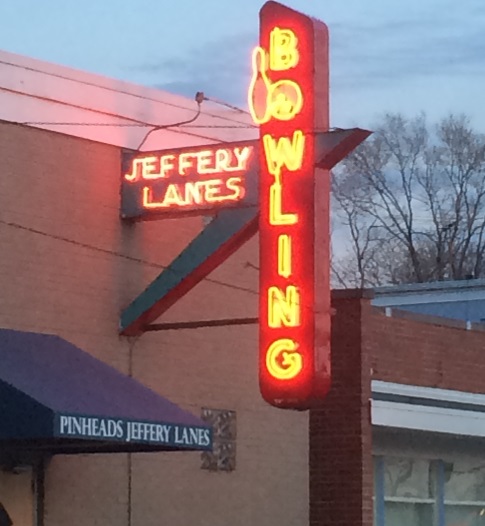 BOWLING
JEFFERY
LANES
PINHEADS JEFFERY LANES